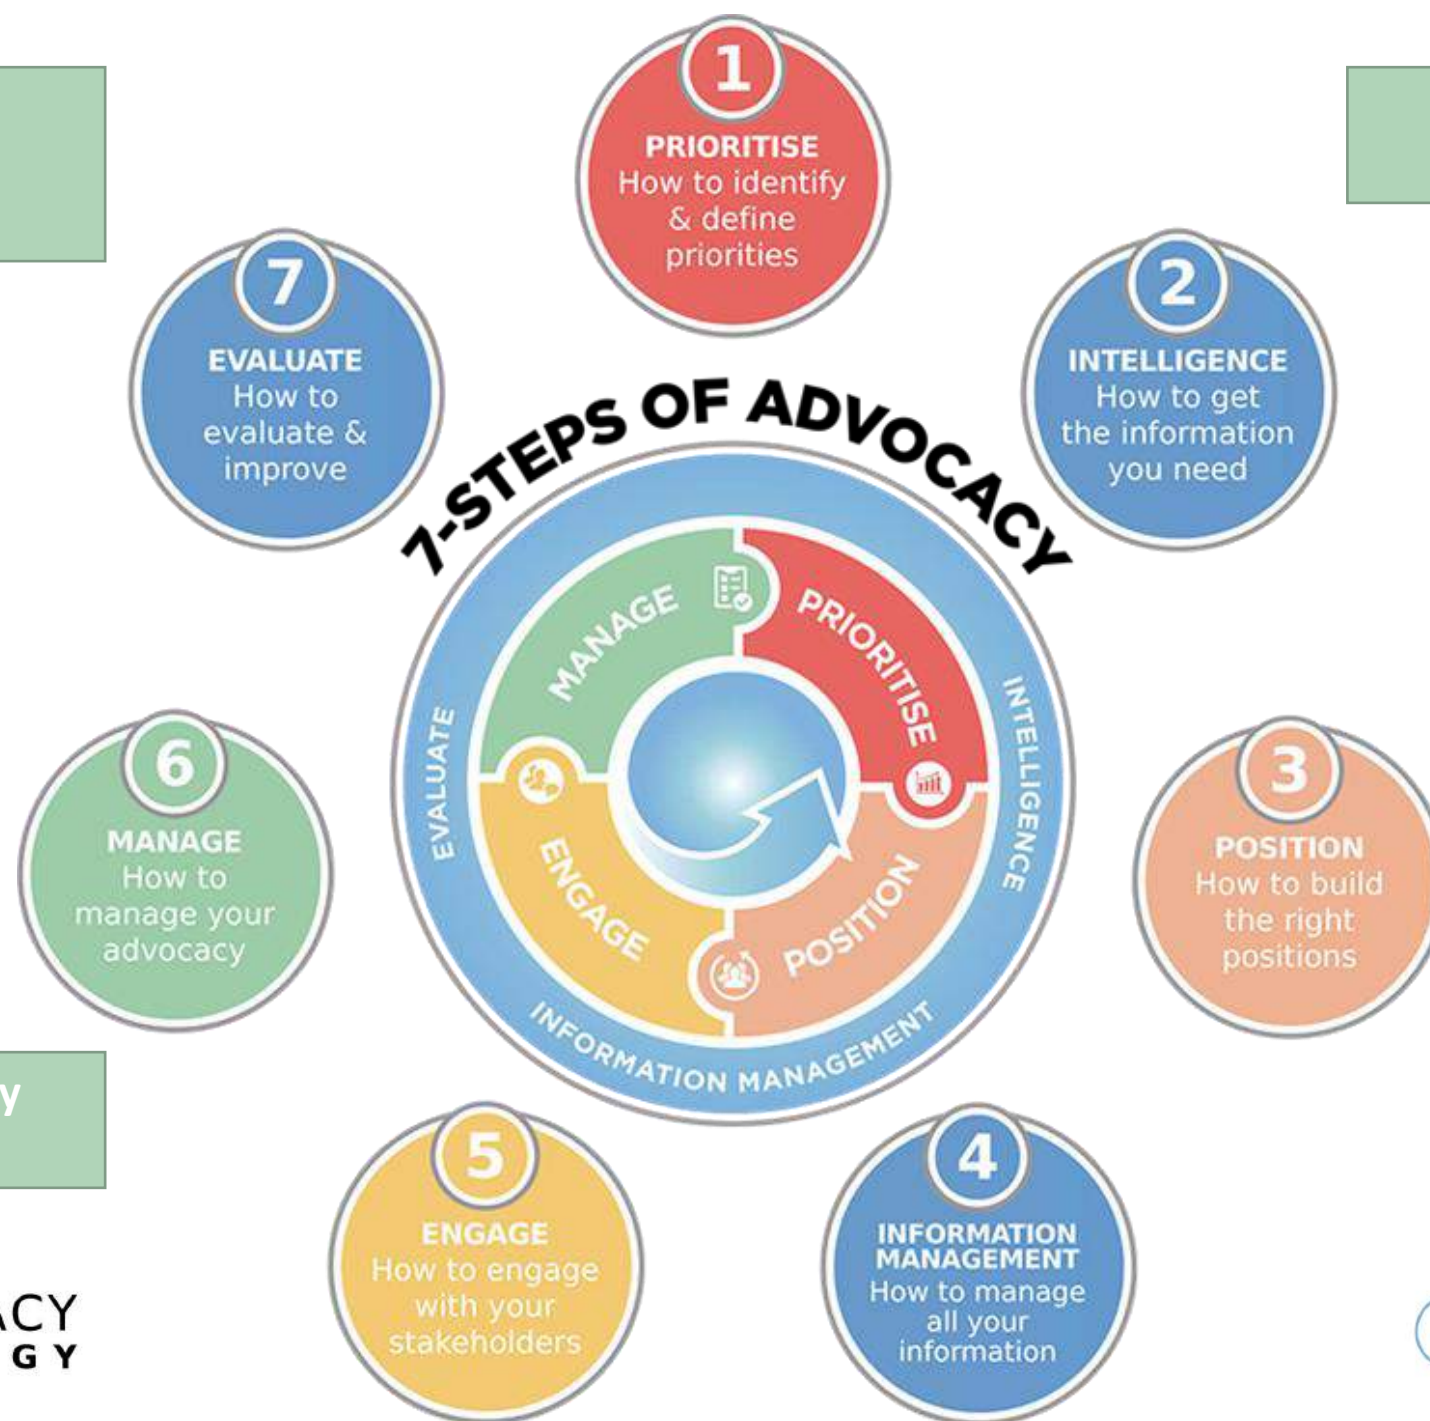 1
PRIORITISE
How to identify
& define
priorities
2
INTELLIGENCE
How to get
the information
you need
3
POSITION
How to build
the right
positions
4
INFORMATION
MANAGEMENT
How to manage
all your
information
5
ENGAGE
How to engage
with your
stakeholders
6
MANAGE
How to
manage your
advocacy
7
EVALUATE
How to
evaluate &
improve
7-STEPS OF ADVOCACY
MANAGE
PRIORITISE
POSITION
ENGAGE
EVALUATE
INTELLIGENCE
INFORMATION MANAGEMENT
y
ACY
GY